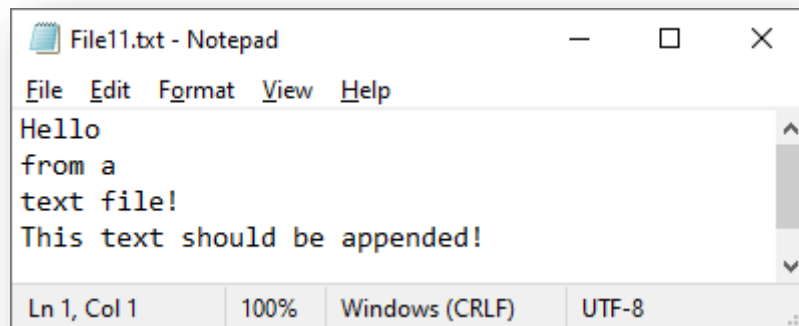 File11.txt - Notepad
File Edit Format View Help
Hello
from a
text file!
This text should be appended!
Ln 1, Col 1 100% Windows (CRLF) UTF-8